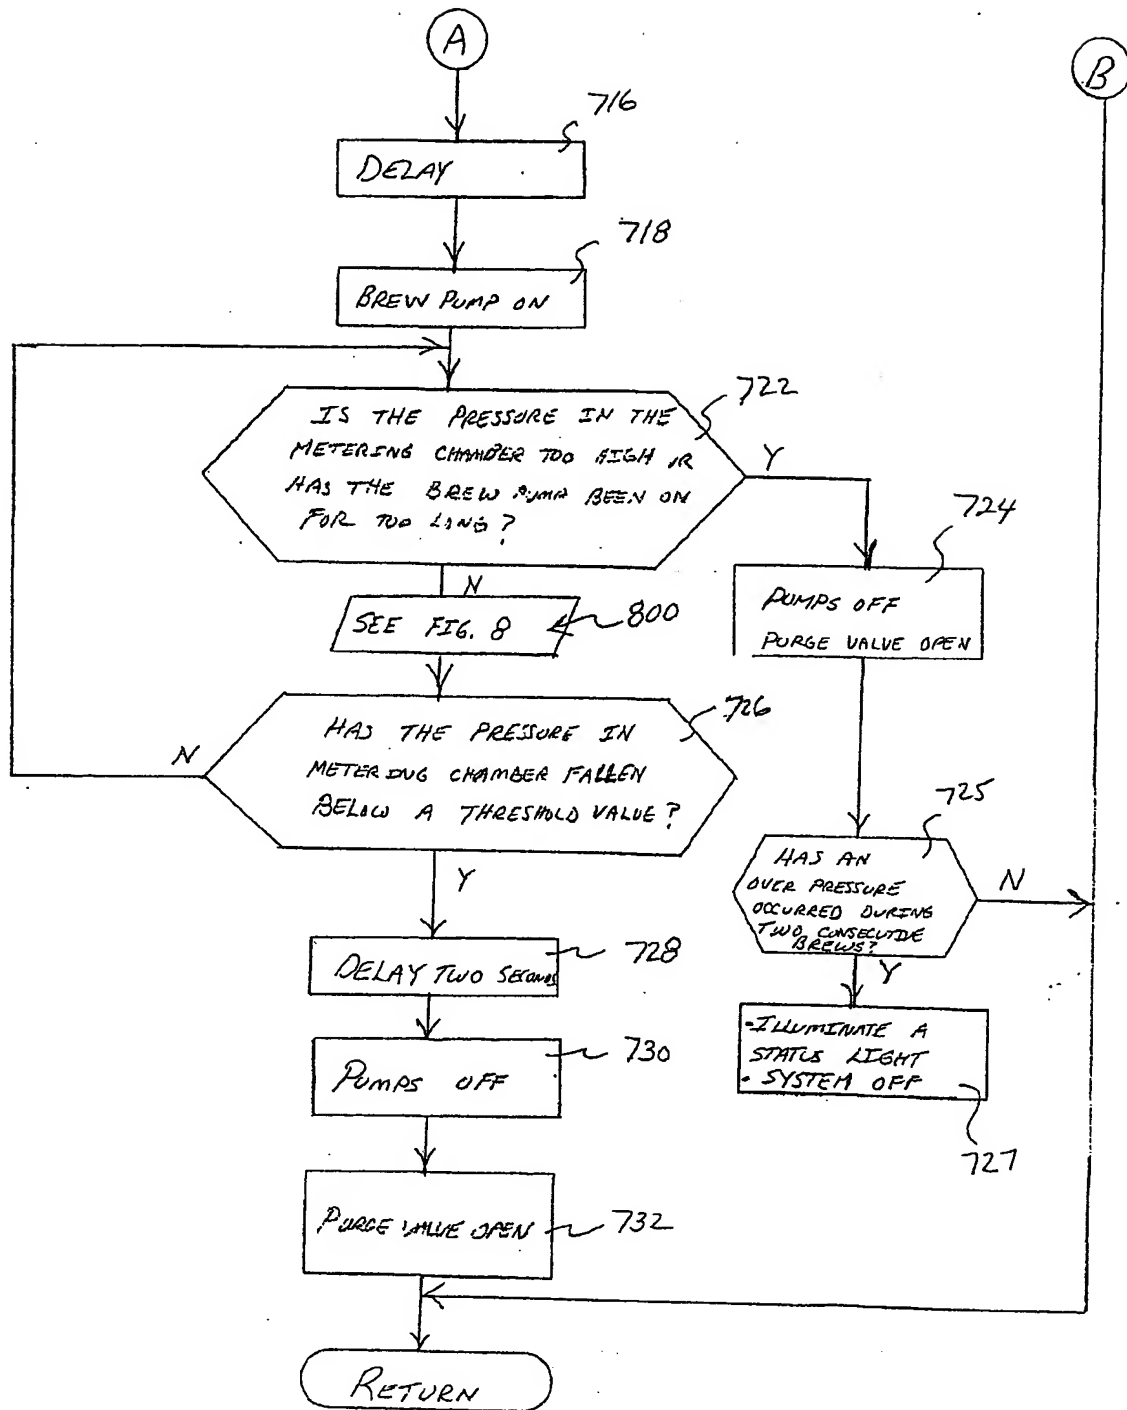 A
B
716
DELAY
718
BREW PUMP ON
722
IS THE PRESSURE IN THE
METERING CHAMBER TOO HIGH OR
HAS THE BREW PUMP BEEN ON
FOR TOO LONG?
Y
N
724
PUMPS OFF
PURGE VALUE OPEN
SEE FIG. 8
800
726
HAS THE PRESSURE IN
METERING CHAMBER FALLEN
BELOW A THRESHOLD VALUE?
N
Y
725
HAS AN
OVER PRESSURE
OCCURRED DURING
TWO CONSECUTIVE
BREWS?
N
Y
728
DELAY TWO SECONDS
730
PUMPS OFF
- ILLUMINATE A
STATUS LIGHT
- SYSTEM OFF
727
732
PURGE VALUE OPEN
RETURN